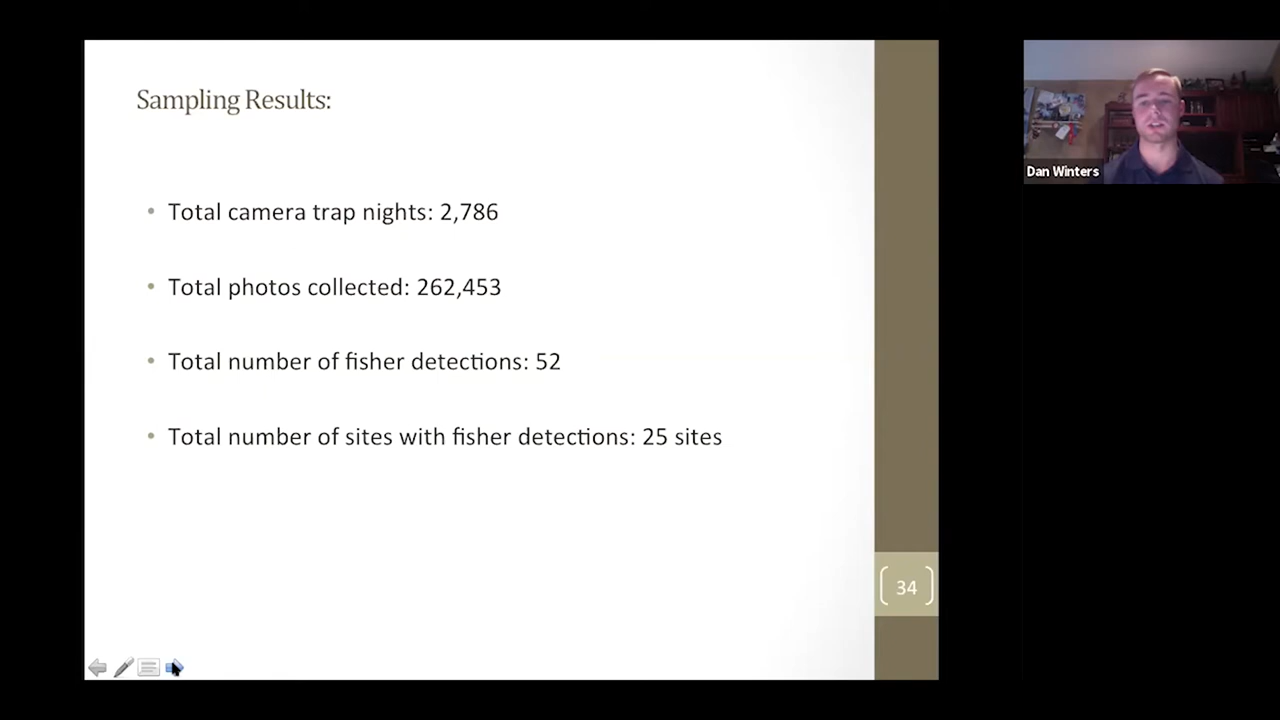 Sampling Results:
• Total camera trap nights: 2,786
• Total photos collected: 262,453
• Total number of fisher detections: 52
• Total number of sites with fisher detections: 25 sites
34
Dan Winters